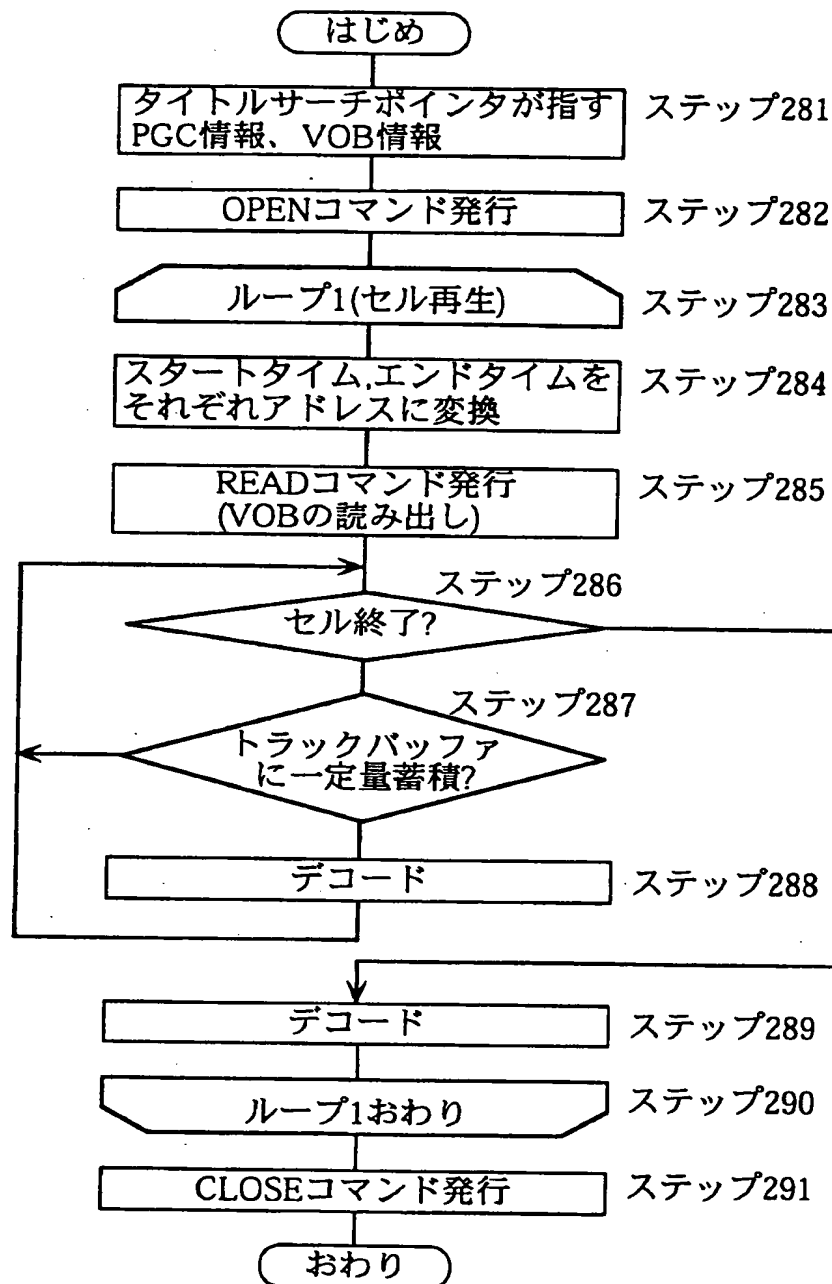 はじめ
タイトルサーチポインタが指す
PGC情報、VOB情報
ステップ281
OPENコマンド発行
ステップ282
ループ1(セル再生)
ステップ283
スタートタイム,エンドタイムを
それぞれアドレスに変換
ステップ284
READコマンド発行
(VOBの読み出し)
ステップ285
ステップ286
セル終了?
ステップ287
トラックバッファ
に一定量蓄積?
デコード
ステップ288
デコード
ステップ289
ループ1おわり
ステップ290
CLOSEコマンド発行
ステップ291
おわり